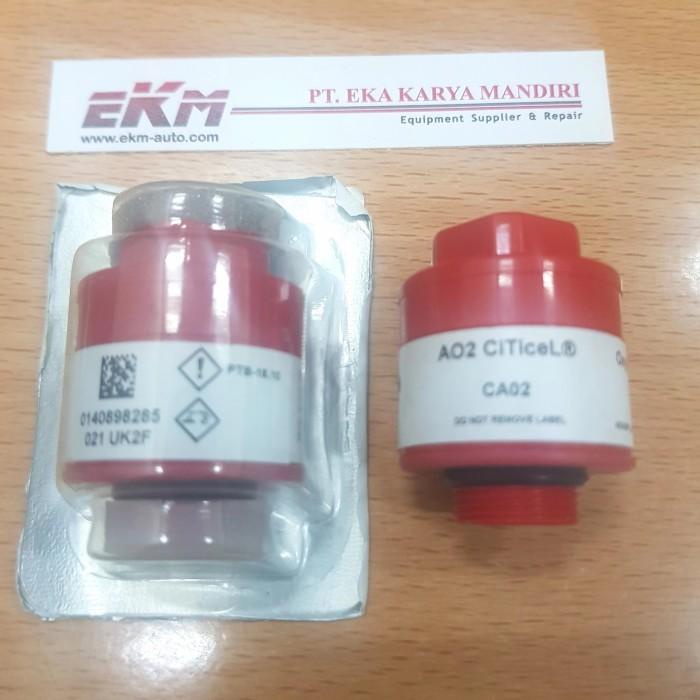 EKM
PT. EKA KARYA MANDIRI
www.ekm-auto.com
Equipment Supplier & Repair
PTB-18.10
0140898285
021 UK2F
AO2 CiTiceL®
CA02
DO NOT REMOVE LABEL